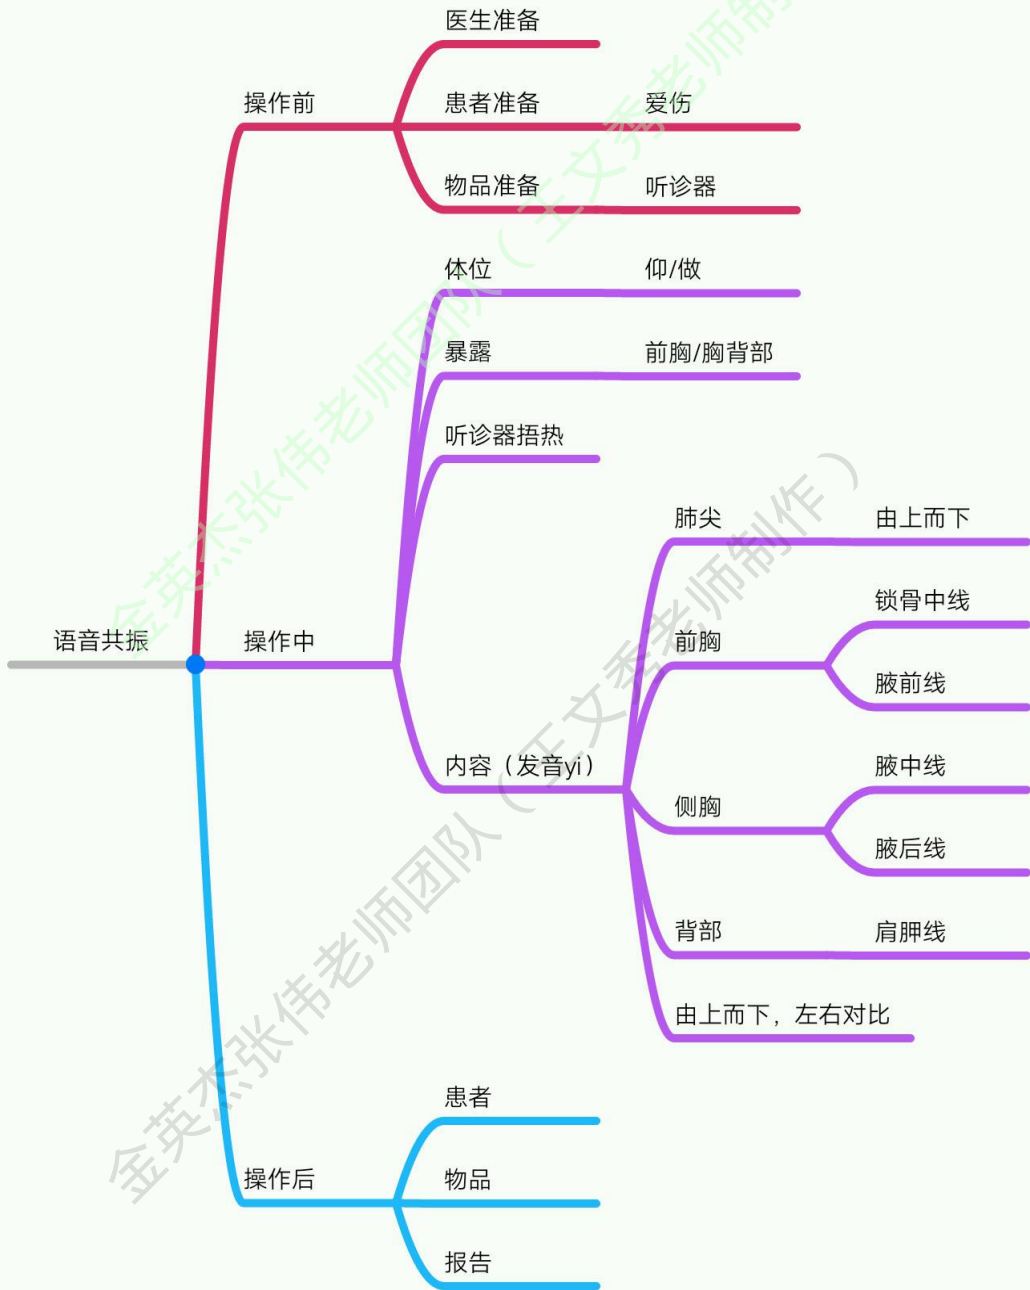 医生准备
操作前
患者准备
爱伤
物品准备
听诊器
体位
仰/做
暴露
前胸/胸背部
听诊器捂热
肺尖
由上而下
锁骨中线
语音共振
操作中
前胸
腋前线
内容（发音yi）
腋中线
侧胸
腋后线
背部
肩胛线
由上而下，左右对比
患者
操作后
物品
报告
金英杰张伟老师团队（王文秀老师制
金英杰张伟老师团队（王文秀老师制作）